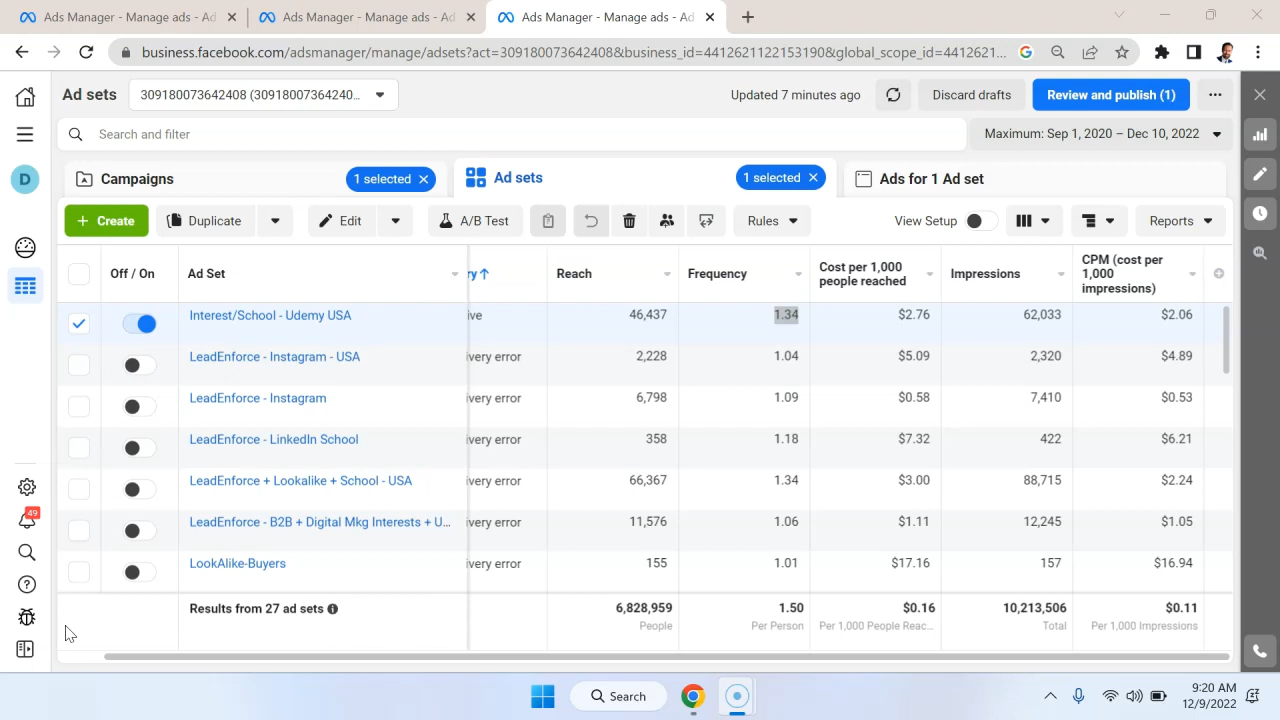 Ads Manager - Manage ads - Ad
Ads Manager - Manage ads - Ad
Ads Manager - Manage ads - Ad
business.facebook.com/adsmanager/manage/adsets?act=309180073642408&business_id=4412621122153190&global_scope_id=4412621...
Ad sets
309180073642408 (30918007364240...
Updated 7 minutes ago
Discard drafts
Review and publish (1)
Search and filter
Maximum: Sep 1, 2020 – Dec 10, 2022
D
Campaigns
1 selected
Ad sets
1 selected
Ads for 1 Ad set
+ Create
Duplicate
Edit
A/B Test
Rules
View Setup
Reports
Off / On
Ad Set
ry ↑
Reach
Frequency
Cost per 1,000
people reached
Impressions
CPM (cost per
1,000
impressions)
Interest/School - Udemy USA
ive
46,437
1.34
$2.76
62,033
$2.06
LeadEnforce - Instagram - USA
ivery error
2,228
1.04
$5.09
2,320
$4.89
LeadEnforce - Instagram
ivery error
6,798
1.09
$0.58
7,410
$0.53
LeadEnforce - LinkedIn School
ivery error
358
1.18
$7.32
422
$6.21
LeadEnforce + Lookalike + School - USA
ivery error
66,367
1.34
$3.00
88,715
$2.24
LeadEnforce - B2B + Digital Mkg Interests + U...
ivery error
11,576
1.06
$1.11
12,245
$1.05
LookAlike-Buyers
ivery error
155
1.01
$17.16
157
$16.94
Results from 27 ad sets
6,828,959
People
1.50
Per Person
$0.16
Per 1,000 People Reac...
10,213,506
Total
$0.11
Per 1,000 Impressions
49
Search
9:20 AM
12/9/2022